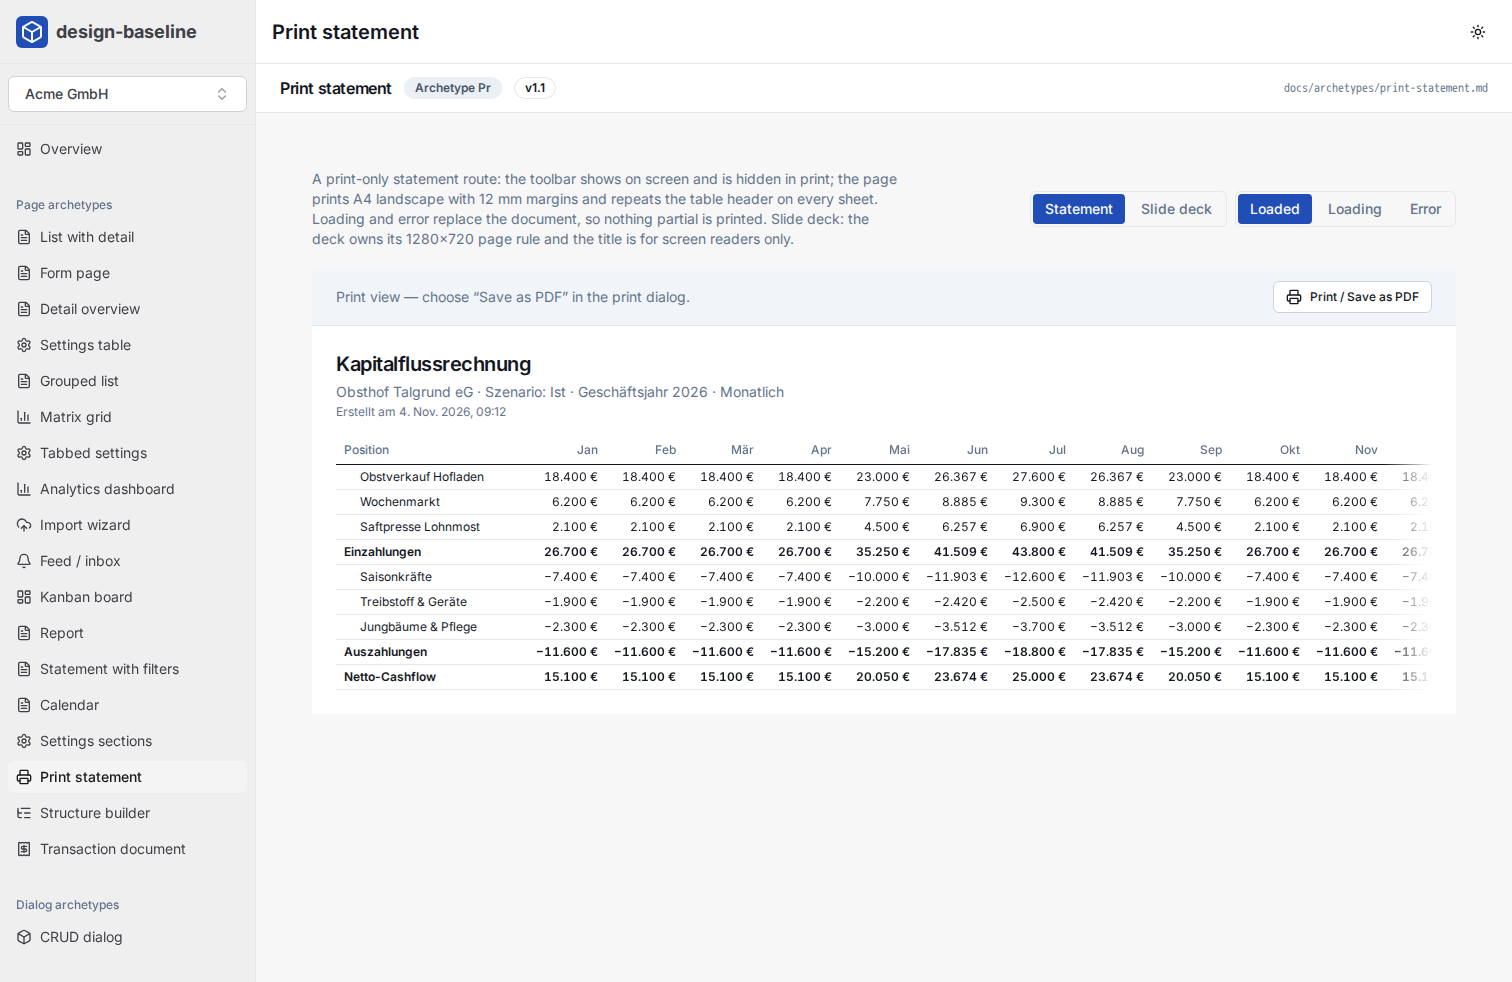 design-baseline
Print statement
Acme GmbH
Print statement Archetype Pr v1.1 docs/archetypes/print-statement.md
Overview
Page archetypes
List with detail
Form page
Detail overview
Settings table
Grouped list
Matrix grid
Tabbed settings
Analytics dashboard
Import wizard
Feed / inbox
Kanban board
Report
Statement with filters
Calendar
Settings sections
Print statement
Structure builder
Transaction document
Dialog archetypes
CRUD dialog
A print-only statement route: the toolbar shows on screen and is hidden in print; the page
prints A4 landscape with 12 mm margins and repeats the table header on every sheet.
Loading and error replace the document, so nothing partial is printed. Slide deck: the
deck owns its 1280×720 page rule and the title is for screen readers only.
Statement Slide deck Loaded Loading Error
Print view — choose “Save as PDF” in the print dialog. Print / Save as PDF
Kapitalflussrechnung
Obsthof Talgrund eG · Szenario: Ist · Geschäftsjahr 2026 · Monatlich
Erstellt am 4. Nov. 2026, 09:12
Position Jan Feb Mär Apr Mai Jun Jul Aug Sep Okt Nov
Obstverkauf Hofladen 18.400 € 18.400 € 18.400 € 18.400 € 23.000 € 26.367 € 27.600 € 26.367 € 23.000 € 18.400 € 18.400 €
Wochenmarkt 6.200 € 6.200 € 6.200 € 6.200 € 7.750 € 8.885 € 9.300 € 8.885 € 7.750 € 6.200 € 6.200 €
Saftpresse Lohnmost 2.100 € 2.100 € 2.100 € 2.100 € 4.500 € 6.257 € 6.900 € 6.257 € 4.500 € 2.100 € 2.100 €
Einzahlungen 26.700 € 26.700 € 26.700 € 26.700 € 35.250 € 41.509 € 43.800 € 41.509 € 35.250 € 26.700 € 26.700 €
Saisonkräfte −7.400 € −7.400 € −7.400 € −7.400 € −10.000 € −11.903 € −12.600 € −11.903 € −10.000 € −7.400 € −7.400 €
Treibstoff & Geräte −1.900 € −1.900 € −1.900 € −1.900 € −2.200 € −2.420 € −2.500 € −2.420 € −2.200 € −1.900 € −1.900 €
Jungbäume & Pflege −2.300 € −2.300 € −2.300 € −2.300 € −3.000 € −3.512 € −3.700 € −3.512 € −3.000 € −2.300 € −2.300 €
Auszahlungen −11.600 € −11.600 € −11.600 € −11.600 € −15.200 € −17.835 € −18.800 € −17.835 € −15.200 € −11.600 € −11.600 €
Netto-Cashflow 15.100 € 15.100 € 15.100 € 15.100 € 20.050 € 23.674 € 25.000 € 23.674 € 20.050 € 15.100 € 15.100 €